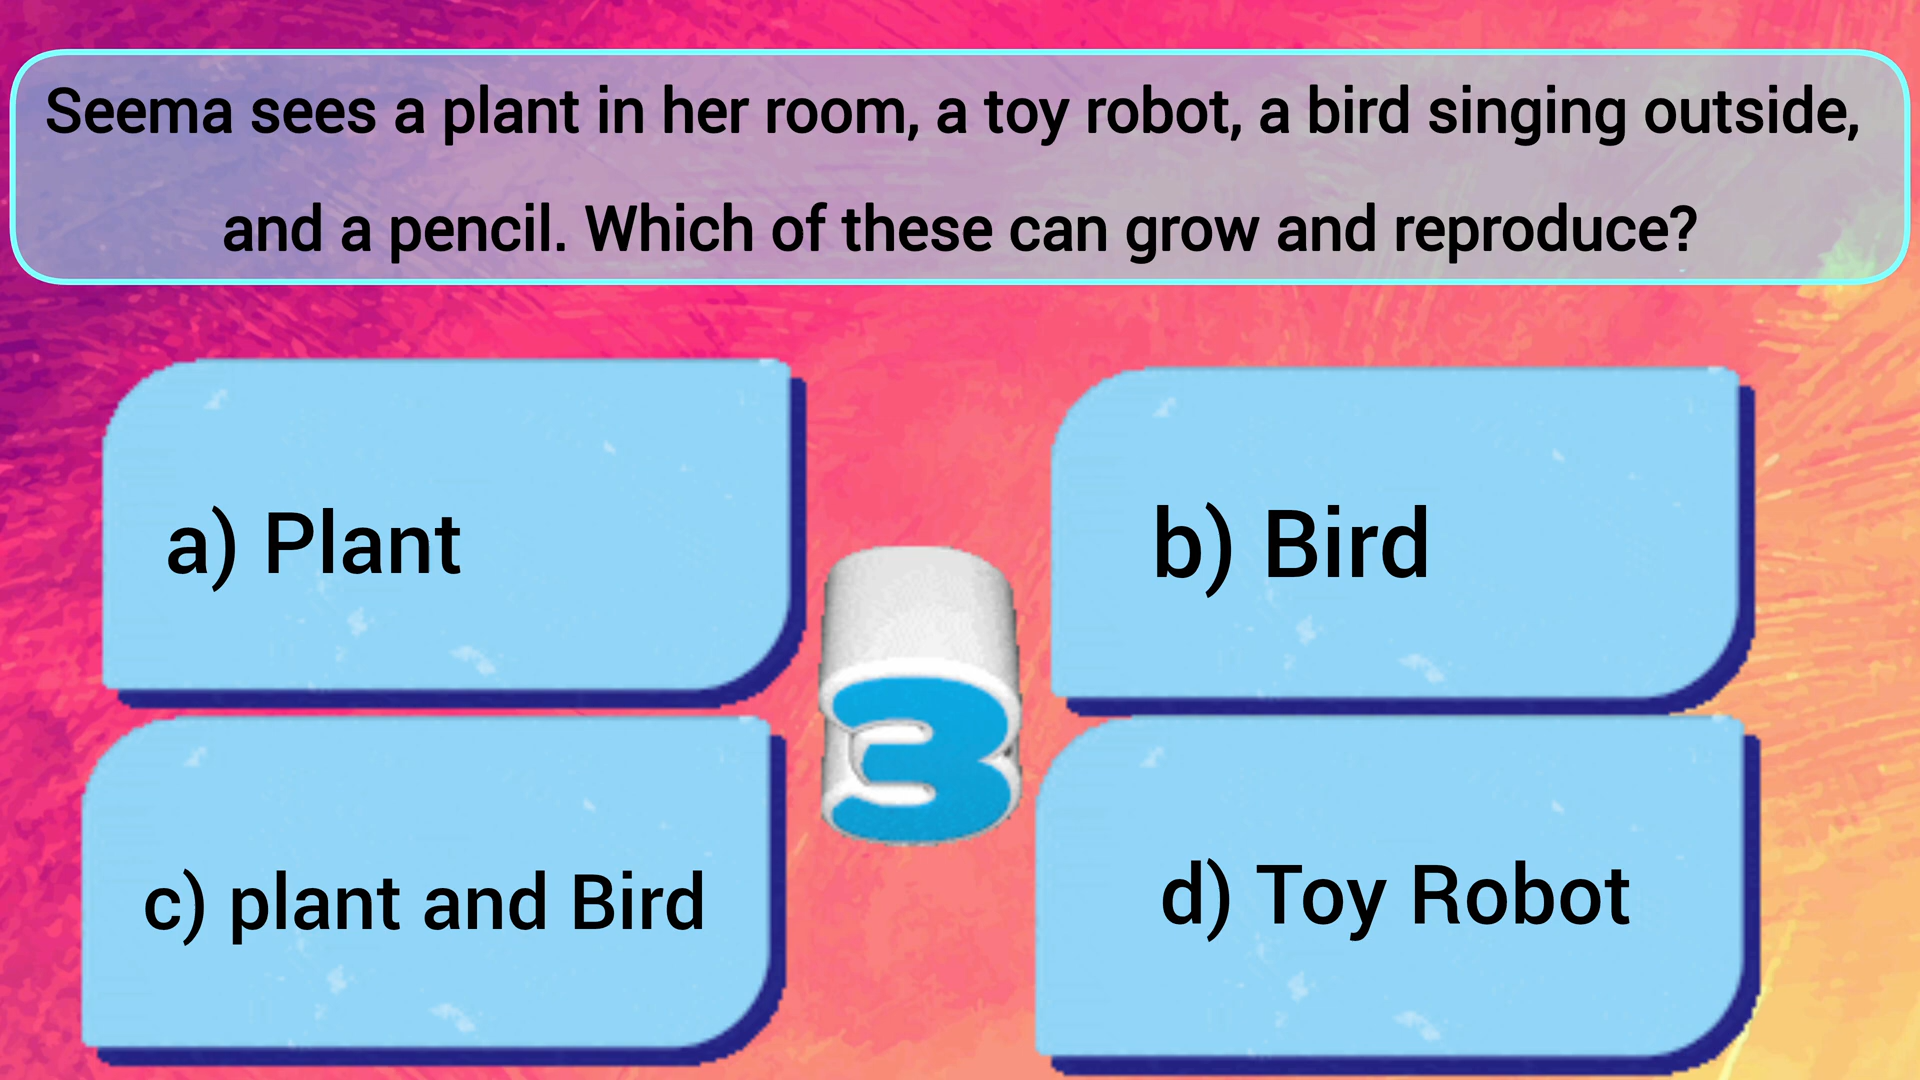 Seema sees a plant in her room, a toy robot, a bird singing outside,
and a pencil. Which of these can grow and reproduce?
a) Plant
b) Bird
3
c) plant and Bird
d) Toy Robot